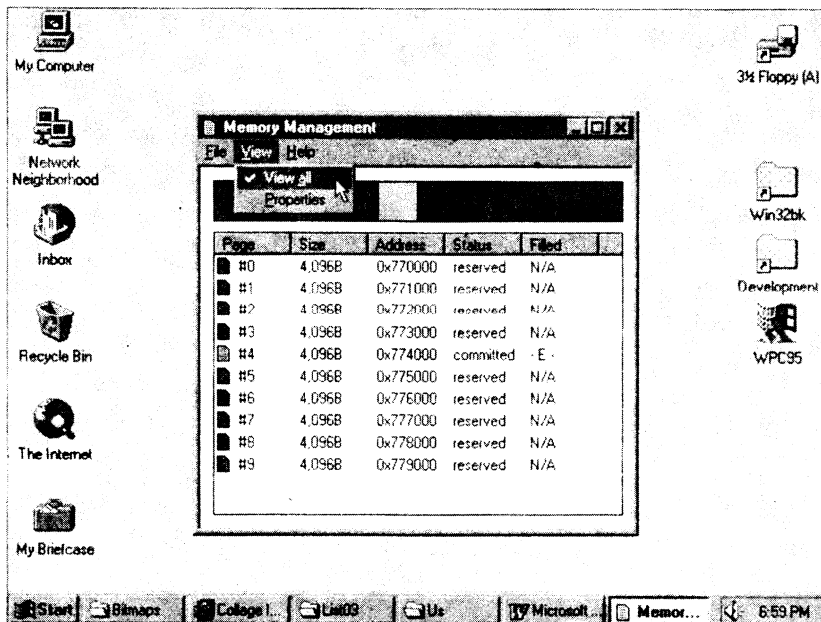 My Computer
Network
Neighborhood
Inbox
Recycle Bin
The Internet
My Briefcase
3½ Floppy (A)
Win32bk
Development
WPC95
Memory Management
File View Help
View all
Properties
Page Size Address Status Filled
#0 4,096B 0x770000 reserved N/A
#1 4,096B 0x771000 reserved N/A
#2 4,096B 0x772000 reserved N/A
#3 4,096B 0x773000 reserved N/A
#4 4,096B 0x774000 committed - E -
#5 4,096B 0x775000 reserved N/A
#6 4,096B 0x776000 reserved N/A
#7 4,096B 0x777000 reserved N/A
#8 4,096B 0x778000 reserved N/A
#9 4,096B 0x779000 reserved N/A
Start Bitmaps Collage I... List03 Us Microsoft ... Memor... 6:59 PM